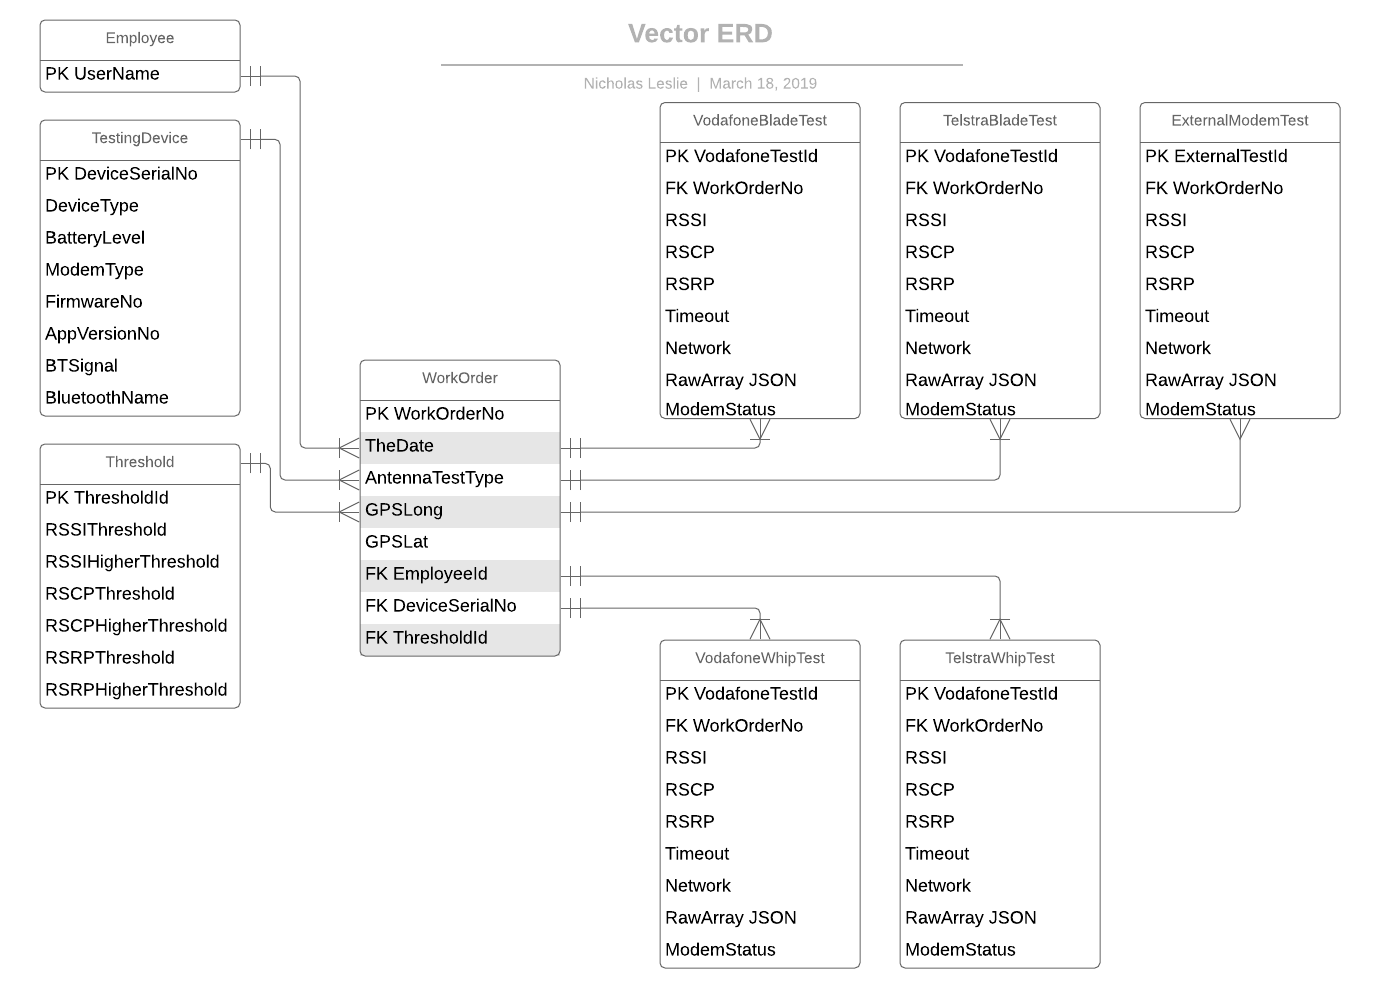 Vector ERD
Nicholas Leslie | March 18, 2019
Employee
PK UserName
TestingDevice
PK DeviceSerialNo
DeviceType
BatteryLevel
ModemType
FirmwareNo
AppVersionNo
BTSignal
BluetoothName
Threshold
PK ThresholdId
RSSIThreshold
RSSIHigherThreshold
RSCPThreshold
RSCPHigherThreshold
RSRPThreshold
RSRPHigherThreshold
WorkOrder
PK WorkOrderNo
TheDate
AntennaTestType
GPSLong
GPSLat
FK EmployeeId
FK DeviceSerialNo
FK ThresholdId
VodafoneBladeTest
PK VodafoneTestId
FK WorkOrderNo
RSSI
RSCP
RSRP
Timeout
Network
RawArray JSON
ModemStatus
TelstraBladeTest
PK VodafoneTestId
FK WorkOrderNo
RSSI
RSCP
RSRP
Timeout
Network
RawArray JSON
ModemStatus
ExternalModemTest
PK ExternalTestId
FK WorkOrderNo
RSSI
RSCP
RSRP
Timeout
Network
RawArray JSON
ModemStatus
VodafoneWhipTest
PK VodafoneTestId
FK WorkOrderNo
RSSI
RSCP
RSRP
Timeout
Network
RawArray JSON
ModemStatus
TelstraWhipTest
PK VodafoneTestId
FK WorkOrderNo
RSSI
RSCP
RSRP
Timeout
Network
RawArray JSON
ModemStatus